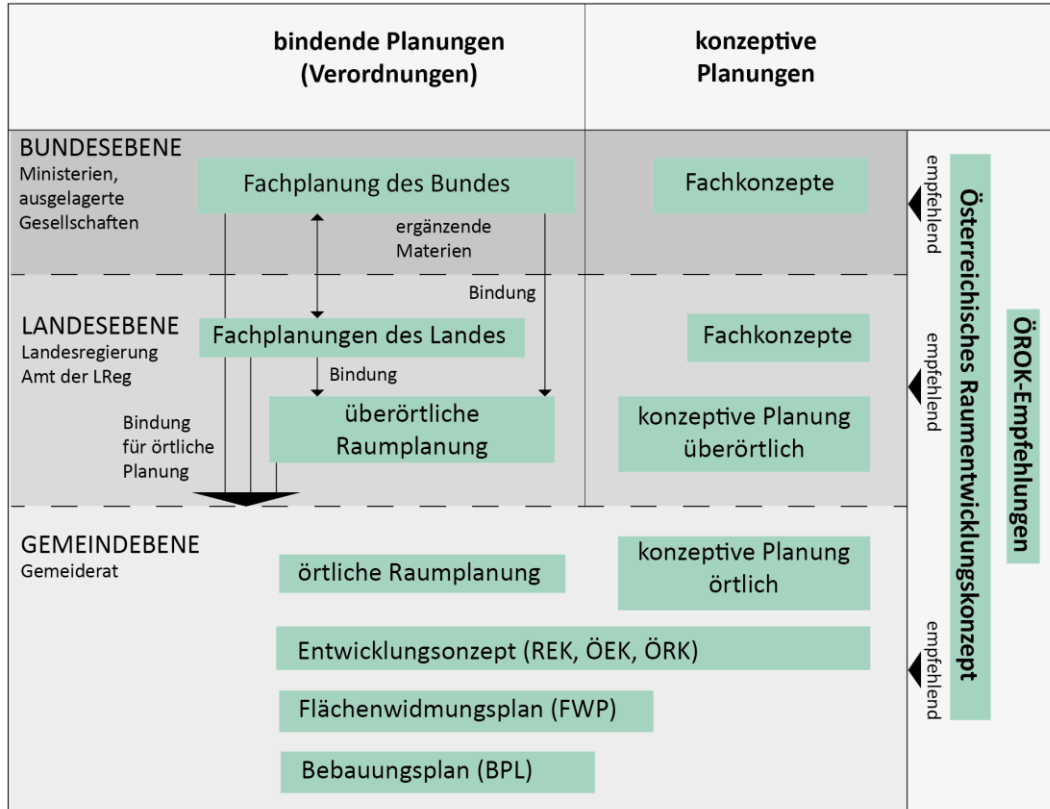 bindende Planungen
(Verordnungen)
konzeptive
Planungen
BUNDESEBENE
Ministerien,
ausgelagerte
Gesellschaften
Fachplanung des Bundes
Fachkonzepte
ergänzende
Materien
Bindung
LANDESEBENE
Landesregierung
Amt der LReg
Fachplanungen des Landes
Fachkonzepte
Bindung
überörtliche
Raumplanung
konzeptive Planung
überörtlich
Bindung
für örtliche
Planung
GEMEINDEBENE
Gemeiderat
örtliche Raumplanung
konzeptive Planung
örtlich
Entwicklungsonzept (REK, ÖEK, ÖRK)
Flächenwidmungsplan (FWP)
Bebauungsplan (BPL)
empfehlend
empfehlend
empfehlend
Österreichisches Raumentwicklungskonzept
ÖROK-Empfehlungen